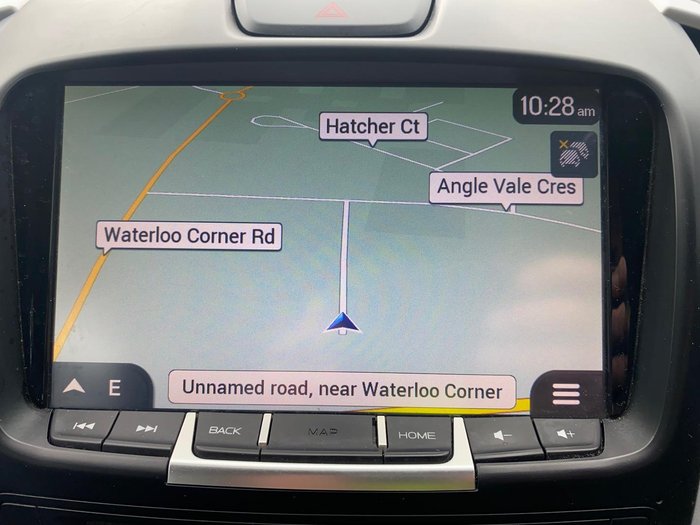 10:28 am
Hatcher Ct
Angle Vale Cres
Waterloo Corner Rd
E
Unnamed road, near Waterloo Corner
BACK
MAP
HOME